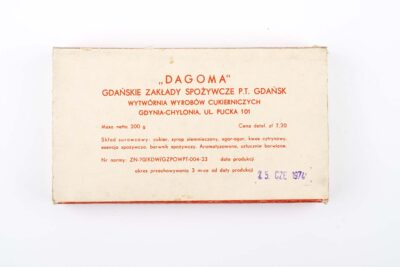 „DAGOMA"
GDAŃSKIE ZAKŁADY SPOŻYWCZE P.T. GDAŃSK
WYTWÓRNIA WYROBÓW CUKIERNICZYCH
GDYNIA-CHYLONIA, UL. PUCKA 101
Masa netto 200 g Cena detal. zł 7,20
Skład surowcowy: cukier, syrop ziemniaczany, agar-agar, kwas cytrynowy,
esencja spożywcza, barwnik spożywczy. Aromatyzowane, sztucznie barwione.
Nr normy: ZN-70/KDW/GZPOWPT-004-23 data produkcji
okres przechowywania 3 m-ce od daty produkcji
25. CZE 1974